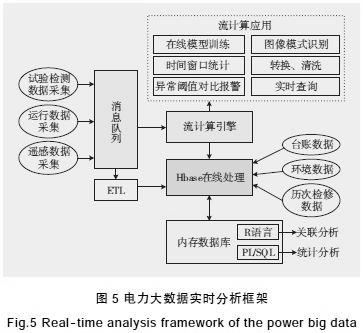 流计算应用
在线模型训练
图像模式识别
时间窗口统计
转换、清洗
异常阈值对比报警
实时查询
试验检测
数据采集
运行数据
采集
遥感数据
采集
消息队列
流计算引擎
ETL
Hbase在线处理
台账数据
环境数据
历次检修
数据
内存数据库
R语言
关联分析
PL/SQL
统计分析
图 5 电力大数据实时分析框架
Fig.5 Real-time analysis framework of the power big data